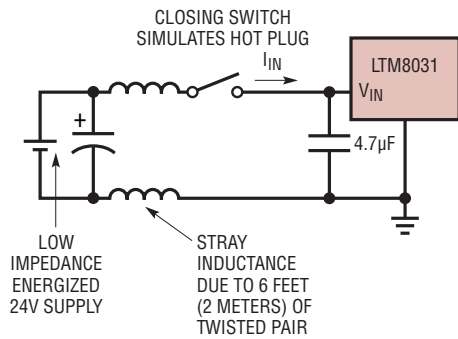 CLOSING SWITCH
SIMULATES HOT PLUG
IIN
LTM8031
VIN
+
4.7µF
LOW
IMPEDANCE
ENERGIZED
24V SUPPLY
STRAY
INDUCTANCE
DUE TO 6 FEET
(2 METERS) OF
TWISTED PAIR